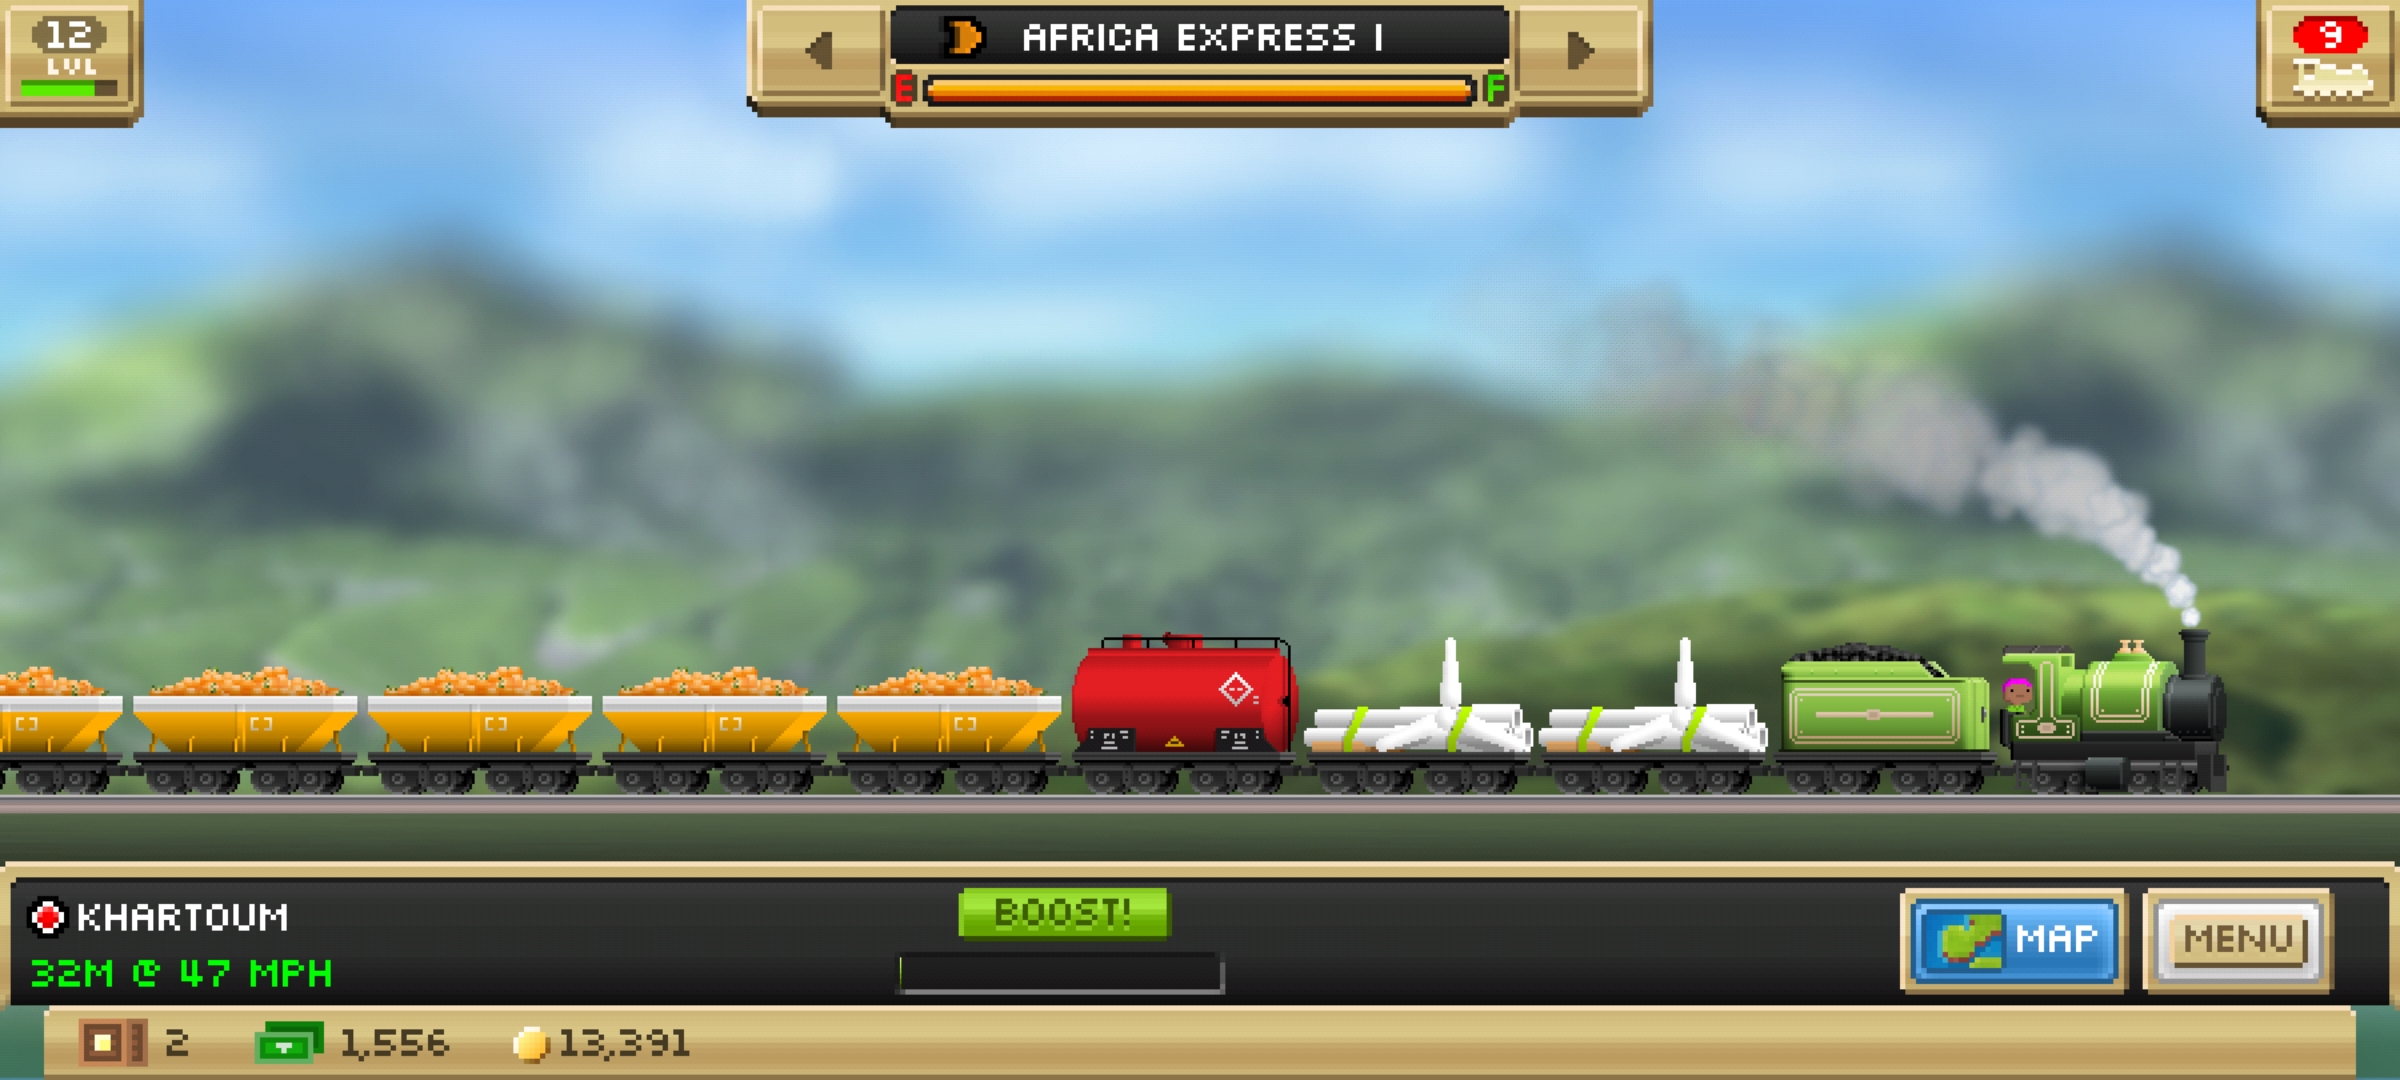 12
LVL
AFRICA EXPRESS I
E F
9
KHARTOUM
32M @ 47 MPH
BOOST!
MAP
MENU
2
1,556
13,391